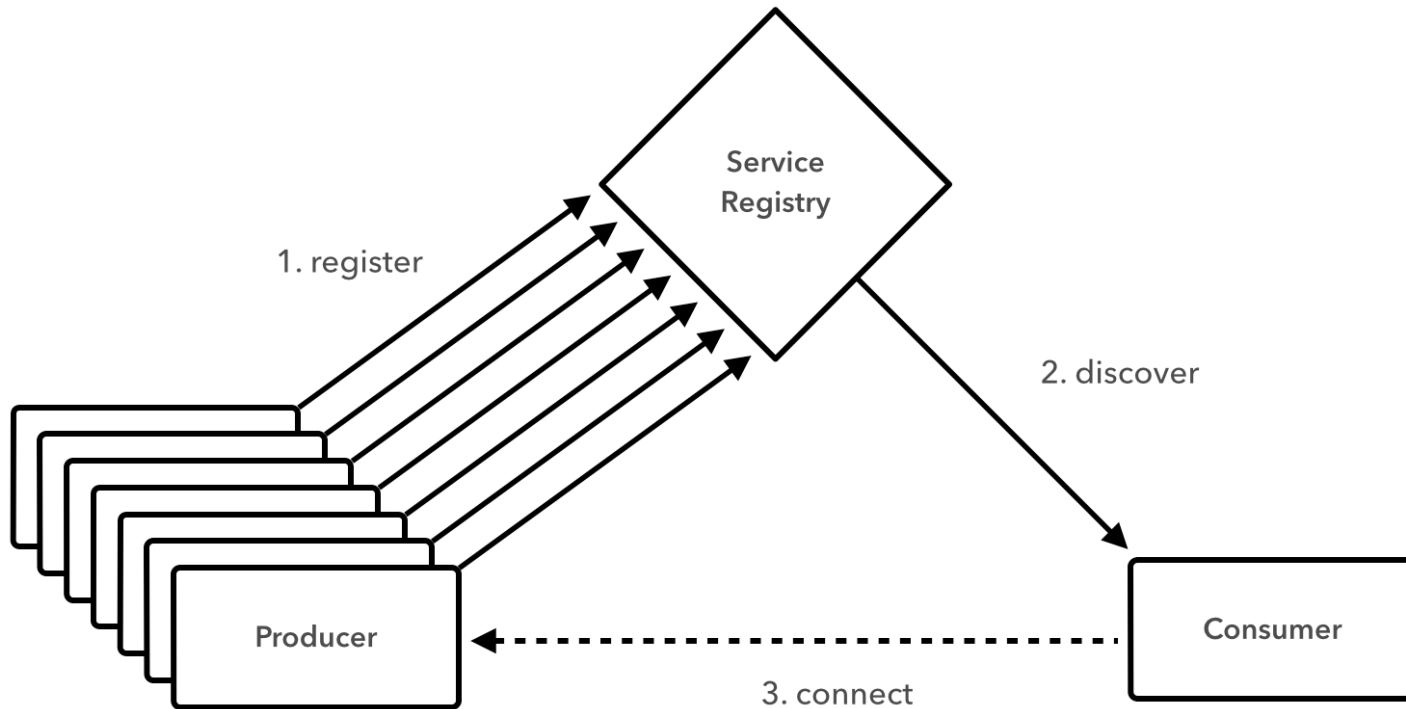 Service
Registry
1. register
2. discover
Producer
Consumer
3. connect